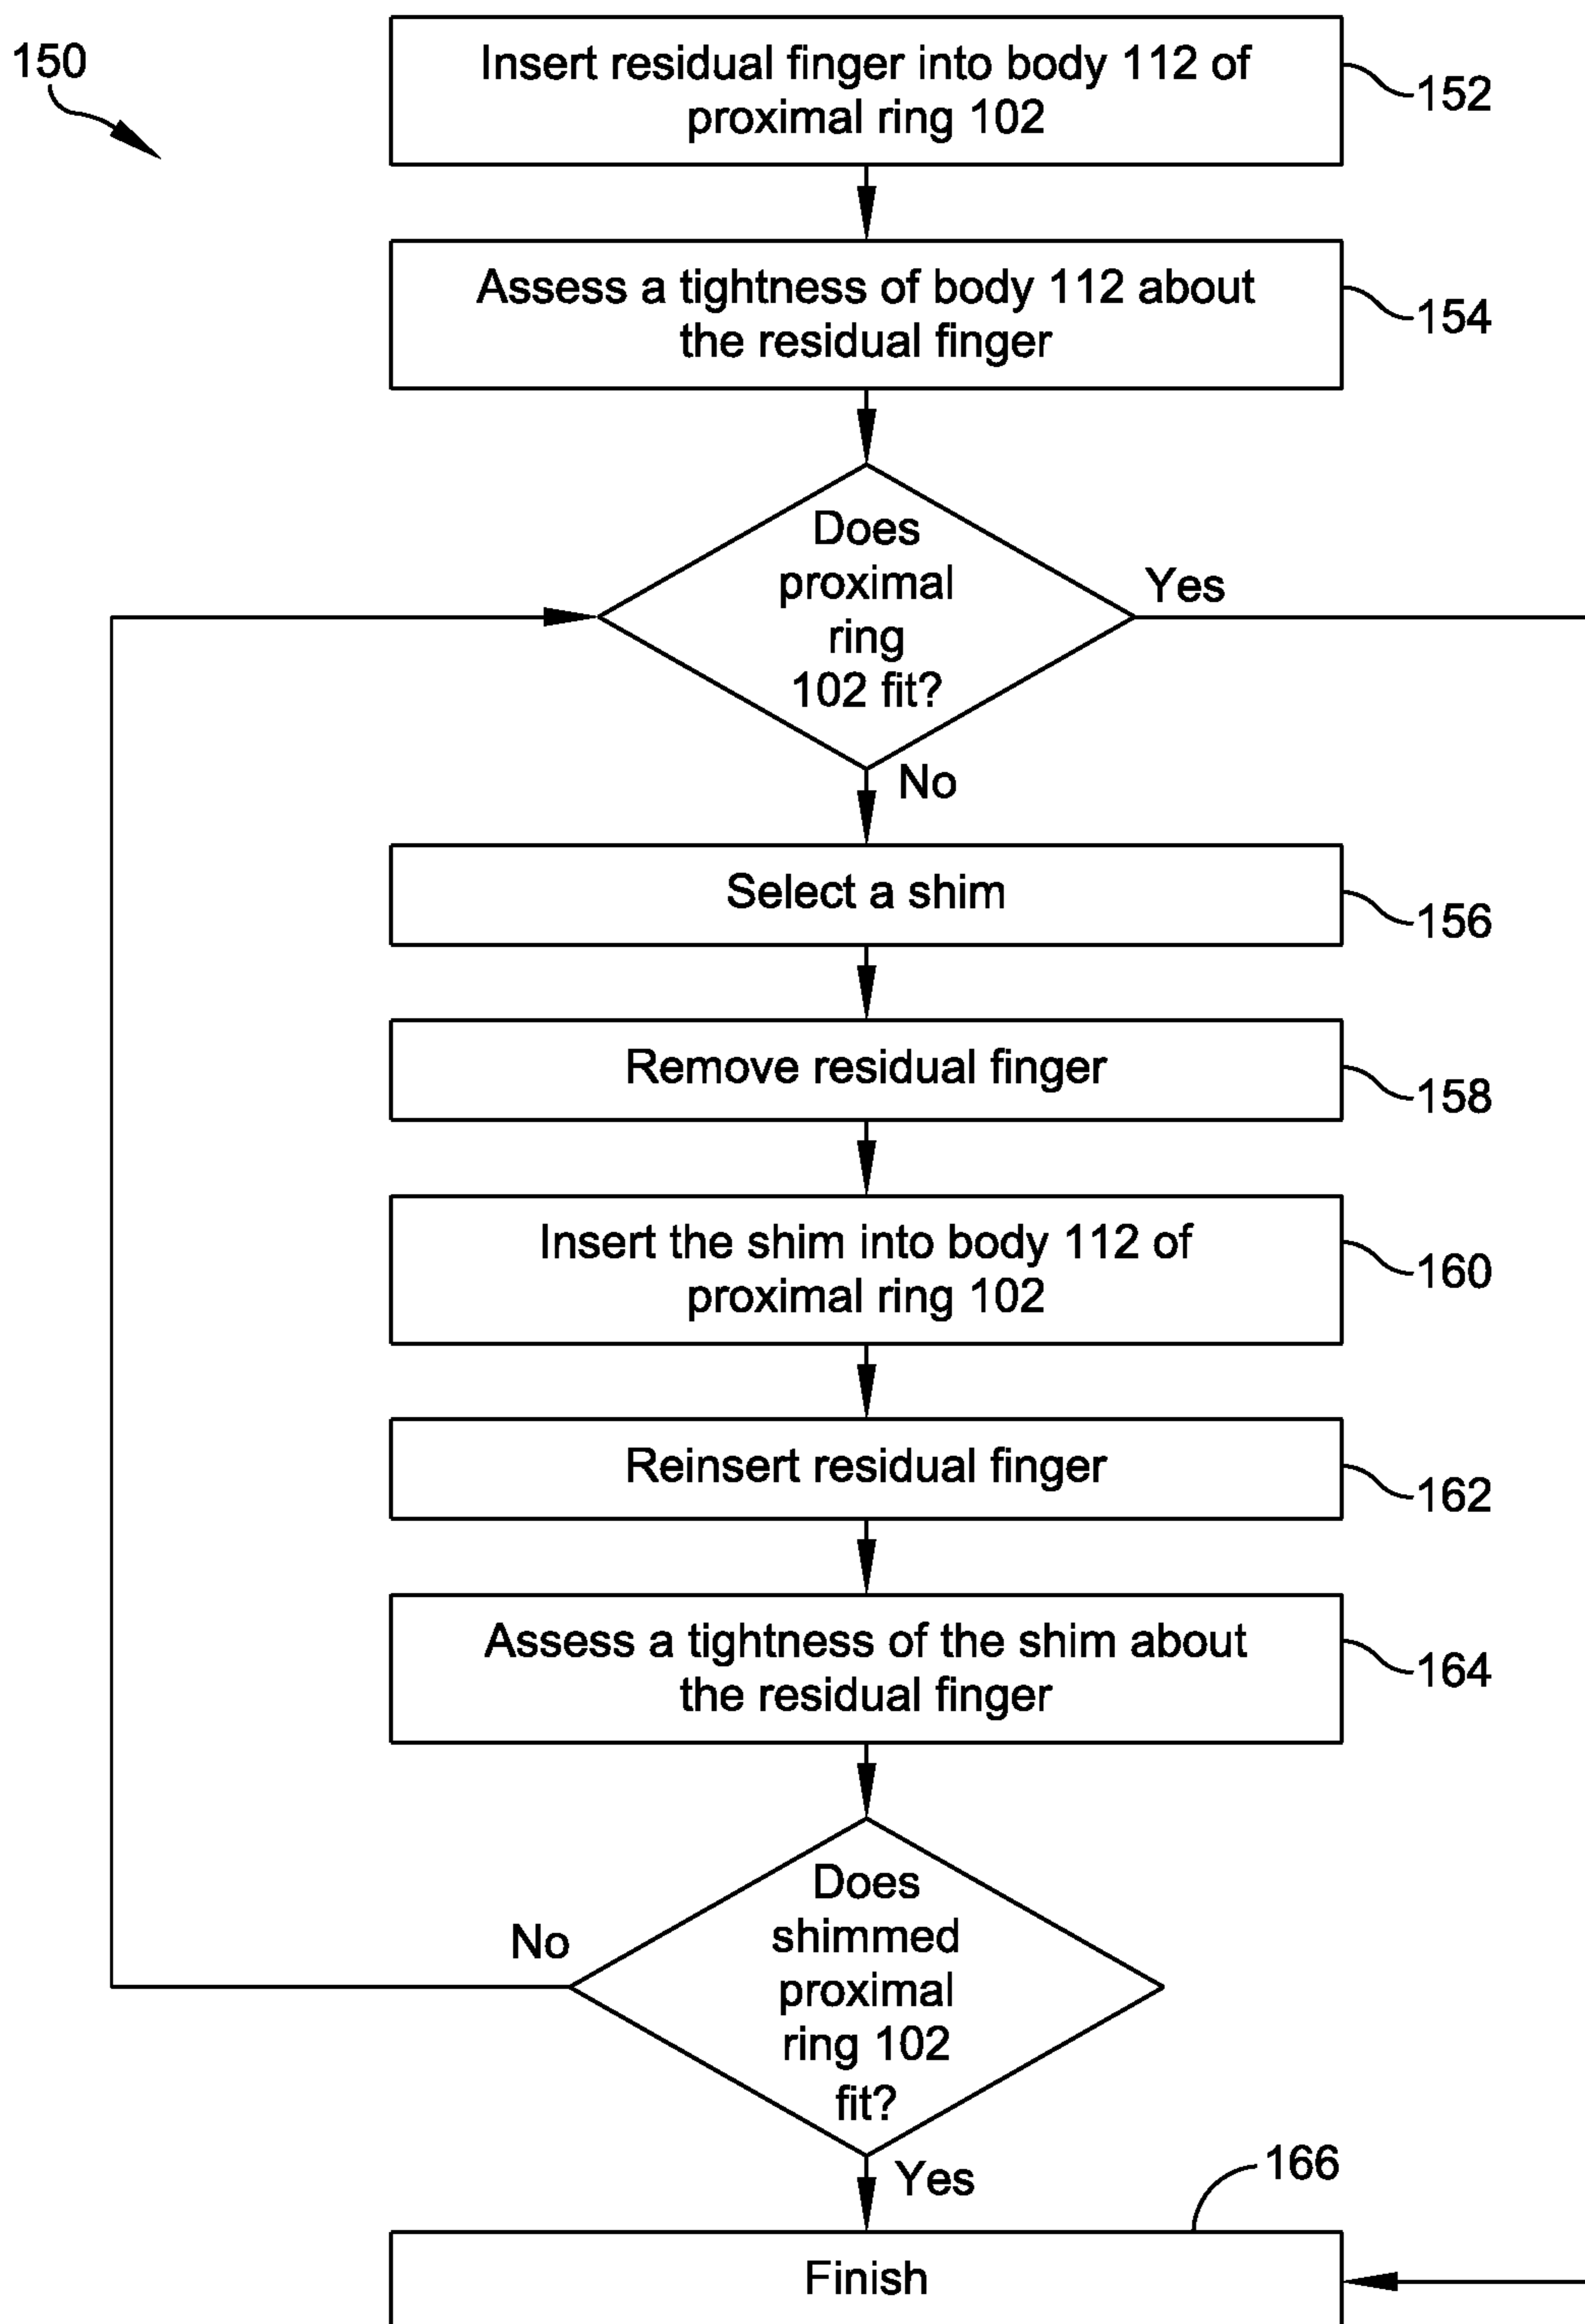 150
Insert residual finger into body 112 of
proximal ring 102
152
Assess a tightness of body 112 about
the residual finger
154
Does
proximal
ring
102 fit?
Yes
No
Select a shim
156
Remove residual finger
158
Insert the shim into body 112 of
proximal ring 102
160
Reinsert residual finger
162
Assess a tightness of the shim about
the residual finger
164
Does
shimmed
proximal
ring 102
fit?
No
Yes
166
Finish